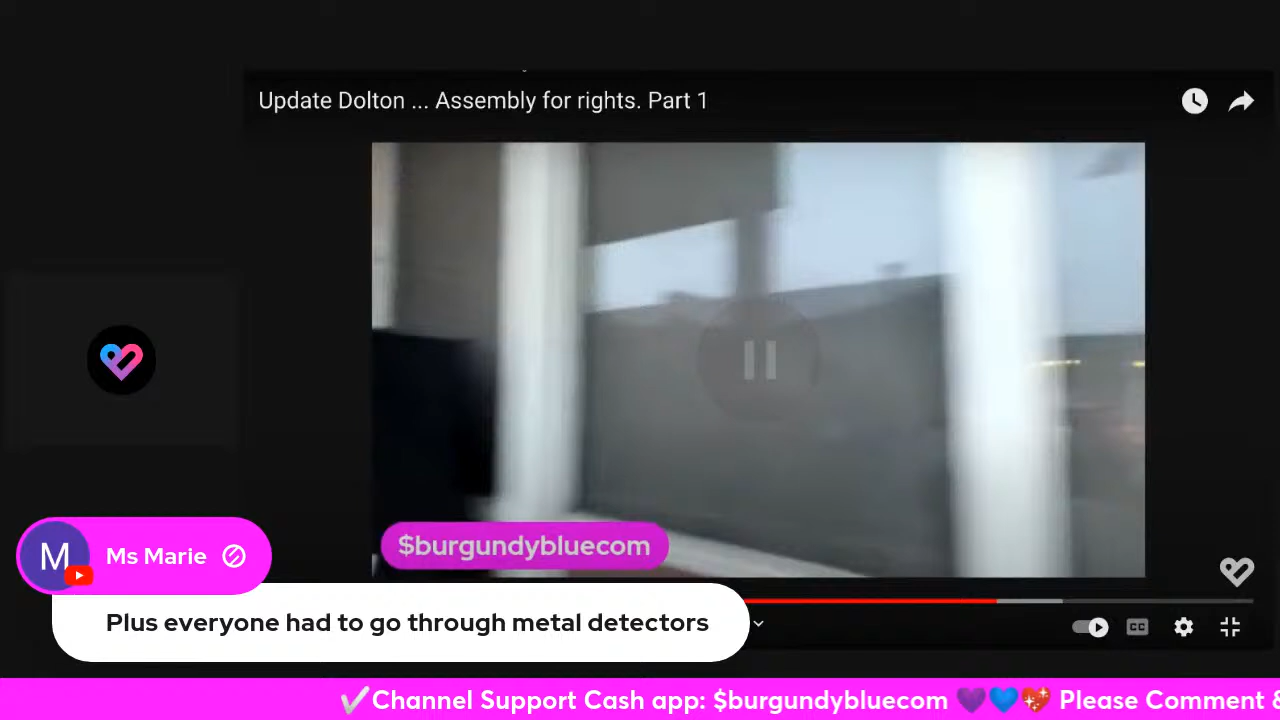 Update Dolton ... Assembly for rights. Part 1
$burgundybluecom
M
Ms Marie
Plus everyone had to go through metal detectors
CC
✔Channel Support Cash app: $burgundybluecom 💜💙💖 Please Comment &